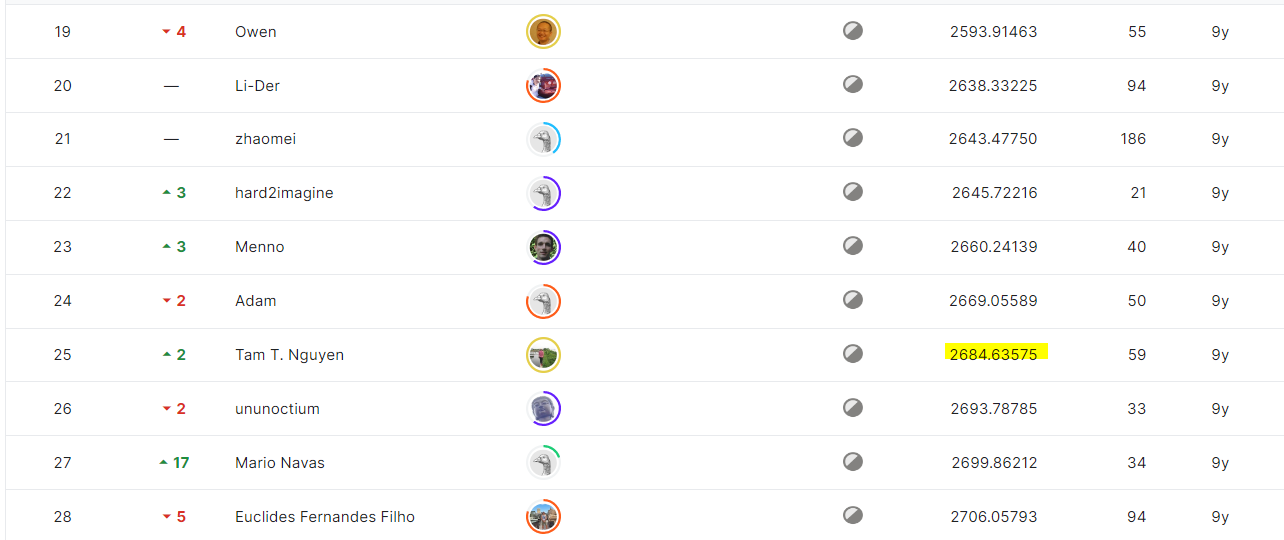 19 4 Owen 2593.91463 55 9y
20 — Li-Der 2638.33225 94 9y
21 — zhaomei 2643.47750 186 9y
22 3 hard2imagine 2645.72216 21 9y
23 3 Menno 2660.24139 40 9y
24 2 Adam 2669.05589 50 9y
25 2 Tam T. Nguyen 2684.63575 59 9y
26 2 ununoctium 2693.78785 33 9y
27 17 Mario Navas 2699.86212 34 9y
28 5 Euclides Fernandes Filho 2706.05793 94 9y